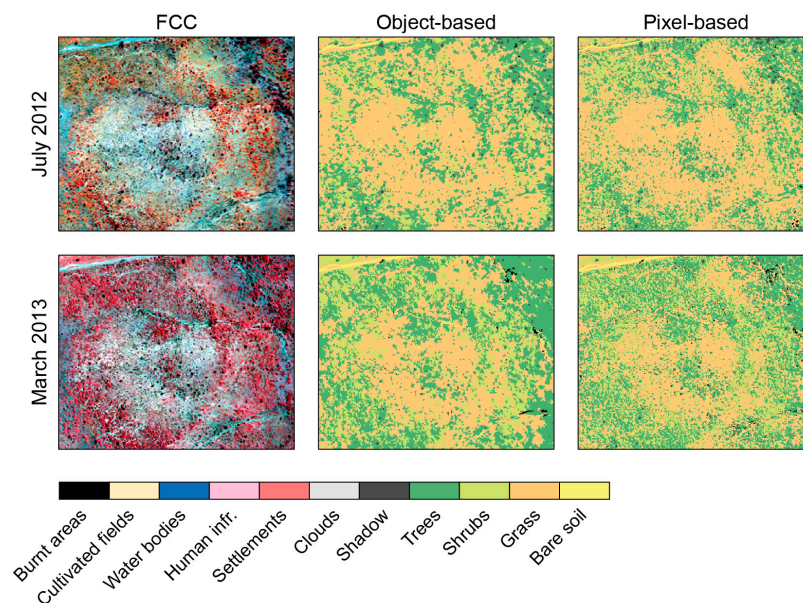 FCC
Object-based
Pixel-based
July 2012
March 2013
Burnt areas
Cultivated fields
Water bodies
Human infr.
Settlements
Clouds
Shadow
Trees
Shrubs
Grass
Bare soil